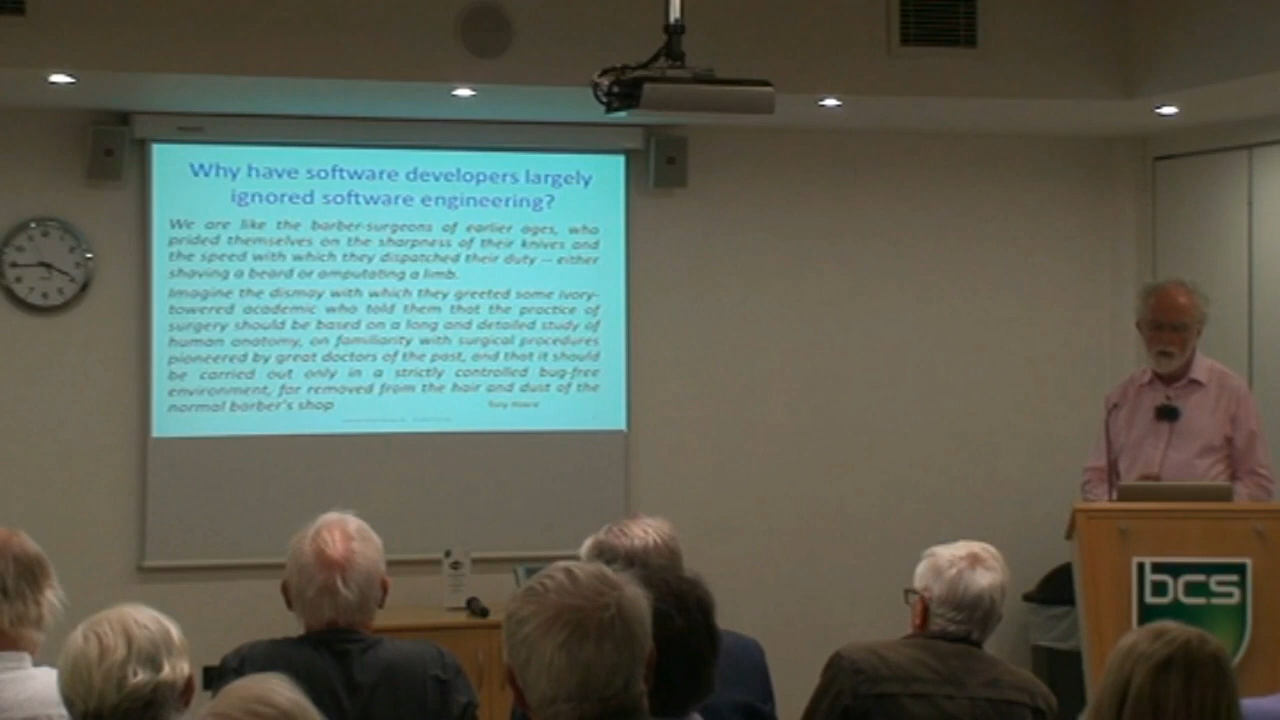 Why have software developers largely
ignored software engineering?
We are like the barber-surgeons of earlier ages, who
prided themselves on the sharpness of their knives and
the speed with which they dispatched their duty -- either
shaving a beard or amputating a limb.
Imagine the dismay with which they greeted some ivory-
towered academic who told them that the practice of
surgery should be based on a long and detailed study of
human anatomy, on familiarity with surgical procedures
pioneered by great doctors of the past, and that it should
be carried out only in a strictly controlled bug-free
environment, far removed from the hair and dust of the
normal barber's shop
Tony Hoare
bcs